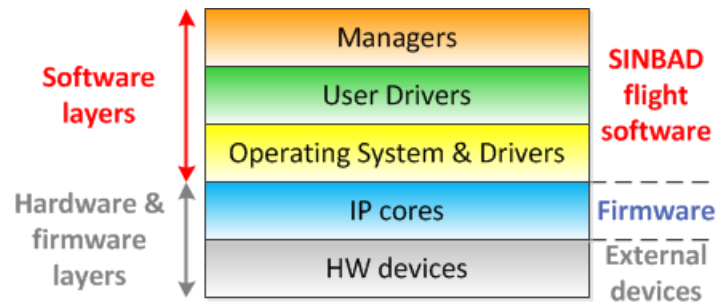 Managers
User Drivers
Operating System & Drivers
IP cores
HW devices
Software
layers
Hardware &
firmware
layers
SINBAD
flight
software
Firmware
External
devices